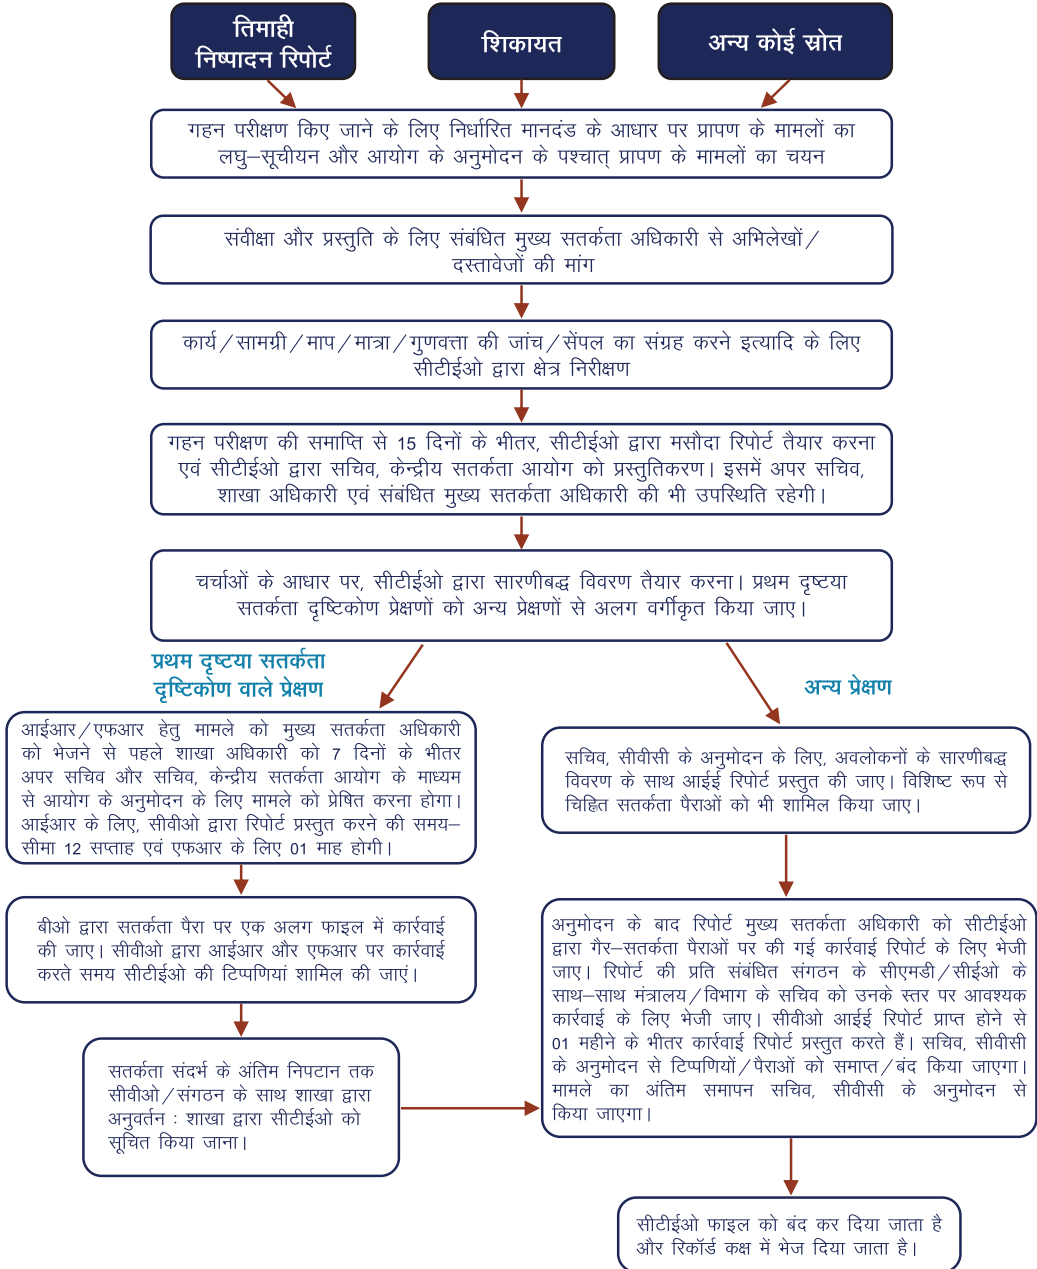 तिमाही
निष्पादन रिपोर्ट
शिकायत
अन्य कोई स्रोत
गहन परीक्षण किए जाने के लिए निर्धारित मानदंड के आधार पर प्रापण के मामलों का
लघु–सूचीयन और आयोग के अनुमोदन के पश्चात् प्रापण के मामलों का चयन
संवीक्षा और प्रस्तुति के लिए संबंधित मुख्य सतर्कता अधिकारी से अभिलेखों/
दस्तावेजों की मांग
कार्य/सामग्री/माप/मात्रा/गुणवत्ता की जांच/सेंपल का संग्रह करने इत्यादि के लिए
सीटीईओ द्वारा क्षेत्र निरीक्षण
गहन परीक्षण की समाप्ति से 15 दिनों के भीतर, सीटीईओ द्वारा मसौदा रिपोर्ट तैयार करना
एवं सीटीईओ द्वारा सचिव, केन्द्रीय सतर्कता आयोग को प्रस्तुतिकरण। इसमें अपर सचिव,
शाखा अधिकारी एवं संबंधित मुख्य सतर्कता अधिकारी की भी उपस्थिति रहेगी।
चर्चाओं के आधार पर, सीटीईओ द्वारा सारणीबद्ध विवरण तैयार करना। प्रथम दृष्टया
सतर्कता दृष्टिकोण प्रेक्षणों को अन्य प्रेक्षणों से अलग वर्गीकृत किया जाए।
प्रथम दृष्टया सतर्कता
दृष्टिकोण वाले प्रेक्षण
अन्य प्रेक्षण
आईआर/एफआर हेतु मामले को मुख्य सतर्कता अधिकारी
को भेजने से पहले शाखा अधिकारी को 7 दिनों के भीतर
अपर सचिव और सचिव, केन्द्रीय सतर्कता आयोग के माध्यम
से आयोग के अनुमोदन के लिए मामले को प्रेषित करना होगा।
आईआर के लिए, सीवीओ द्वारा रिपोर्ट प्रस्तुत करने की समय–
सीमा 12 सप्ताह एवं एफआर के लिए 01 माह होगी।
सचिव, सीवीसी के अनुमोदन के लिए, अवलोकनों के सारणीबद्ध
विवरण के साथ आईई रिपोर्ट प्रस्तुत की जाए। विशिष्ट रूप से
चिह्नित सतर्कता पैराओं को भी शामिल किया जाए।
बीओ द्वारा सतर्कता पैरा पर एक अलग फाइल में कार्रवाई
की जाए। सीवीओ द्वारा आईआर और एफआर पर कार्रवाई
करते समय सीटीईओ की टिप्पणियां शामिल की जाएं।
अनुमोदन के बाद रिपोर्ट मुख्य सतर्कता अधिकारी को सीटीईओ
द्वारा गैर–सतर्कता पैराओं पर की गई कार्रवाई रिपोर्ट के लिए भेजी
जाए। रिपोर्ट की प्रति संबंधित संगठन के सीएमडी/सीईओ के
साथ–साथ मंत्रालय/विभाग के सचिव को उनके स्तर पर आवश्यक
कार्रवाई के लिए भेजी जाए। सीवीओ आईई रिपोर्ट प्राप्त होने से
01 महीने के भीतर कार्रवाई रिपोर्ट प्रस्तुत करते हैं। सचिव, सीवीसी
के अनुमोदन से टिप्पणियों/पैराओं को समाप्त/बंद किया जाएगा।
मामले का अंतिम समापन सचिव, सीवीसी के अनुमोदन से
किया जाएगा।
सतर्कता संदर्भ के अंतिम निपटान तक
सीवीओ/संगठन के साथ शाखा द्वारा
अनुवर्तन : शाखा द्वारा सीटीईओ को
सूचित किया जाना।
सीटीईओ फाइल को बंद कर दिया जाता है
और रिकॉर्ड कक्ष में भेज दिया जाता है।